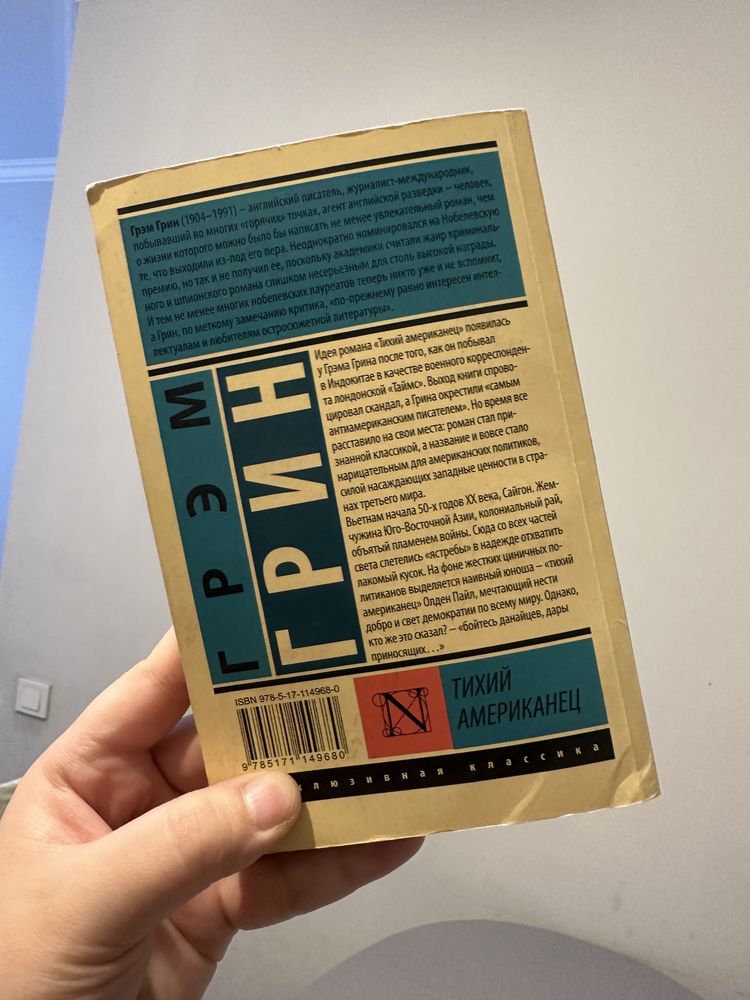 Грэм Грин (1904–1991) – английский писатель, журналист-международник,
побывавший во многих "горячих" точках, агент английской разведки – человек,
о жизни которого можно было бы написать не менее увлекательный роман, чем
те, что выходили из-под его пера. Неоднократно номинировался на Нобелевскую
премию, но так и не получил ее, поскольку академики считали жанр криминаль-
ного и шпионского романа слишком несерьезным для столь высокой награды.
И тем не менее многих нобелевских лауреатов теперь никто уже и не вспомнит,
а Грин, по меткому замечанию критика, «по-прежнему равно интересен интел-
лектуалам и любителям остросюжетной литературы».
ГРЭМ
ГРИН
Идея романа «Тихий американец» появилась
у Грэма Грина после того, как он побывал
в Индокитае в качестве военного корреспонден-
та лондонской «Таймс». Выход книги спрово-
цировал скандал, а Грина окрестили «самым
антиамериканским писателем». Но время все
расставило на свои места: роман стал при-
знанной классикой, а название и вовсе стало
нарицательным для американских политиков,
силой насаждающих западные ценности в стра-
нах третьего мира.
Вьетнам начала 50-х годов XX века, Сайгон. Жем-
чужина Юго-Восточной Азии, колониальный рай,
объятый пламенем войны. Сюда со всех частей
света слетелись «ястребы» в надежде отхватить
лакомый кусок. На фоне жестких циничных по-
литиканов выделяется наивный юноша – «тихий
американец» Олден Пайл, мечтающий нести
добро и свет демократии по всему миру. Однако,
кто же это сказал? – «бойтесь данайцев, дары
приносящих…»
ISBN 978-5-17-114968-0
9 785171 149680
N
ТИХИЙ
АМЕРИКАНЕЦ
клюзивная классика